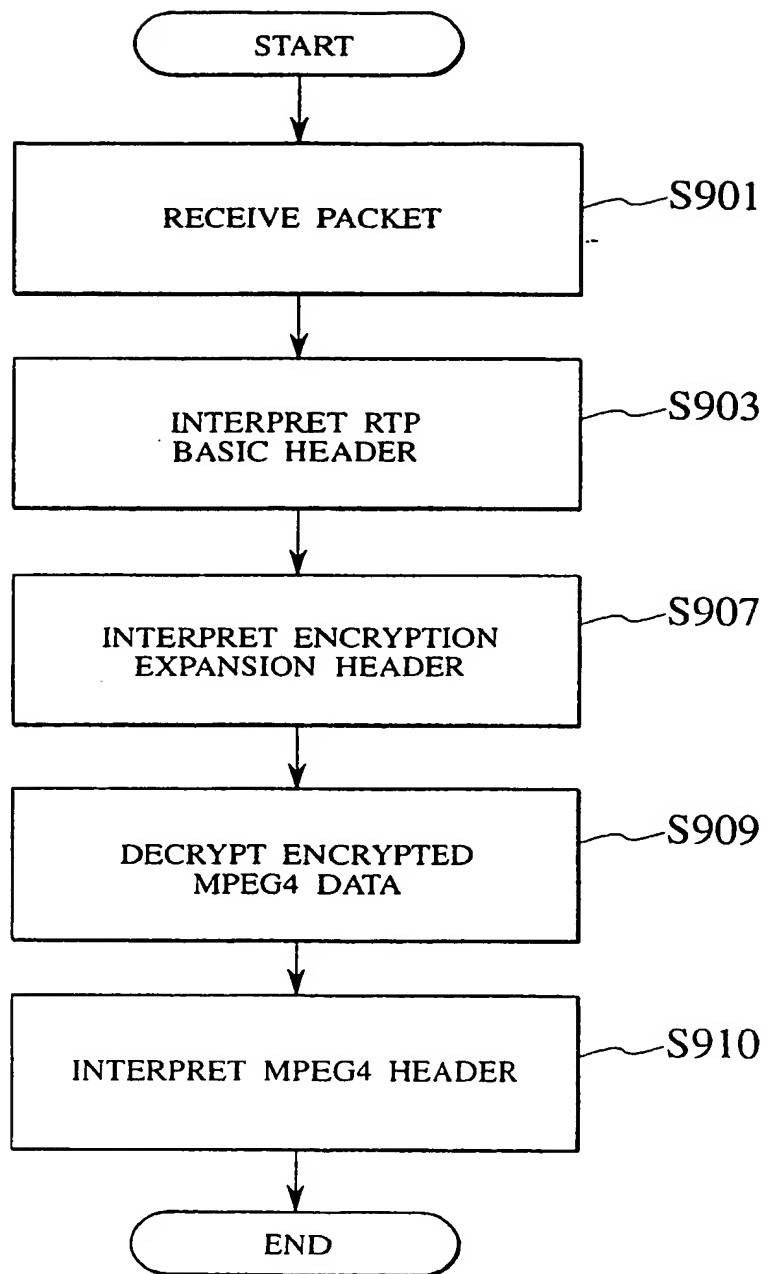 START
RECEIVE PACKET
S901
INTERPRET RTP
BASIC HEADER
S903
INTERPRET ENCRYPTION
EXPANSION HEADER
S907
DECRYPT ENCRYPTED
MPEG4 DATA
S909
INTERPRET MPEG4 HEADER
S910
END